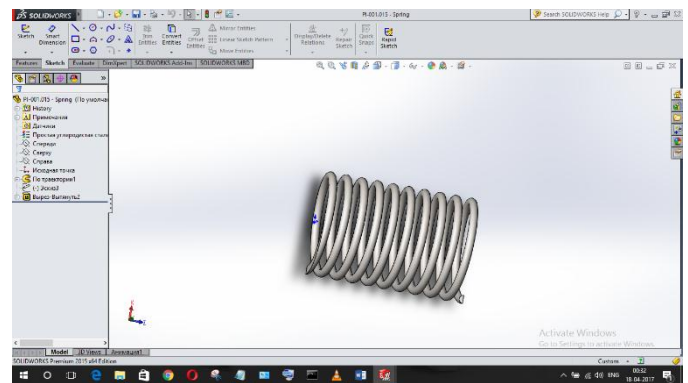 SOLIDWORKS
PI-001.015 - Spring
Search SOLIDWORKS Help
Sketch
Smart Dimension
Trim Entities
Convert Entities
Offset Entities
Mirror Entities
Linear Sketch Pattern
Move Entities
Display/Delete Relations
Repair Sketch
Quick Snaps
Rapid Sketch
Features Sketch Evaluate DimXpert SOLIDWORKS Add-Ins SOLIDWORKS MBD
PI-001.015 - Spring (По умолчан
History
Примечания
Датчики
Простая углеродистая стал
Спереди
Сверху
Справа
Исходная точка
По траектории1
(-) Эскиз3
Вырез-Вытянуть2
Activate Windows
Go to Settings to activate Windows.
Model 3D Views Анимация1
SOLIDWORKS Premium 2015 x64 Edition
Custom
ENG
00:32
18.04.2017